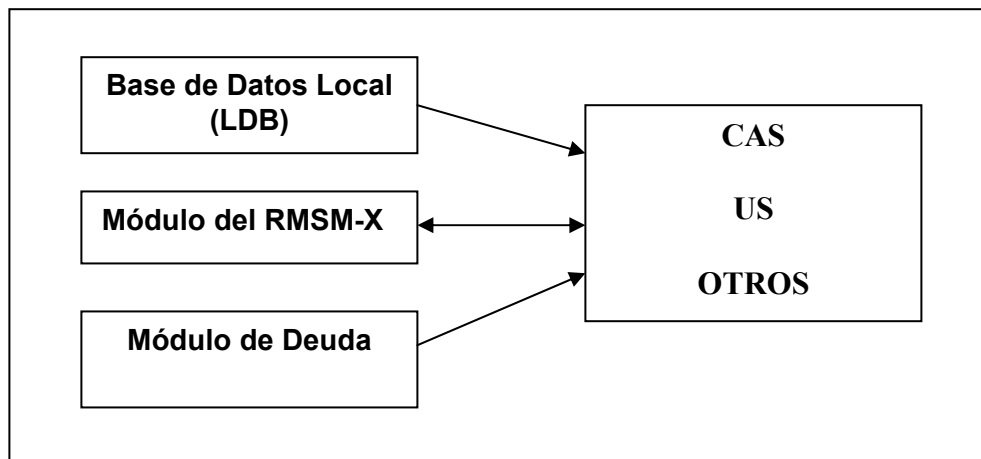 Base de Datos Local
(LDB)
Módulo del RMSM-X
Módulo de Deuda
CAS
US
OTROS